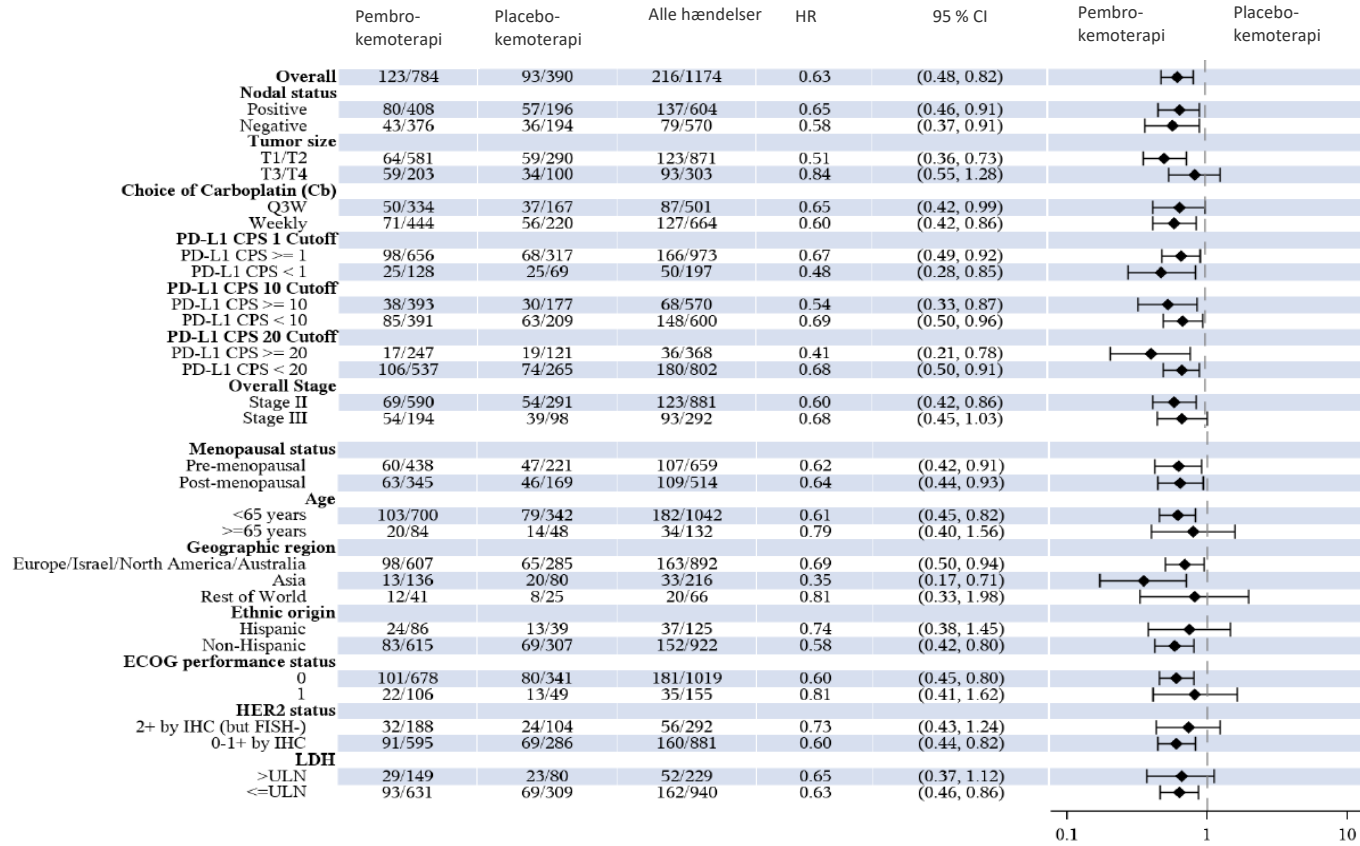 Pembro-kemoterapi Placebo-kemoterapi Alle hændelser HR 95 % CI Pembro-kemoterapi Placebo-kemoterapi
Overall 123/784 93/390 216/1174 0.63 (0.48, 0.82)
Nodal status
Positive 80/408 57/196 137/604 0.65 (0.46, 0.91)
Negative 43/376 36/194 79/570 0.58 (0.37, 0.91)
Tumor size
T1/T2 64/581 59/290 123/871 0.51 (0.36, 0.73)
T3/T4 59/203 34/100 93/303 0.84 (0.55, 1.28)
Choice of Carboplatin (Cb)
Q3W 50/334 37/167 87/501 0.65 (0.42, 0.99)
Weekly 71/444 56/220 127/664 0.60 (0.42, 0.86)
PD-L1 CPS 1 Cutoff
PD-L1 CPS >= 1 98/656 68/317 166/973 0.67 (0.49, 0.92)
PD-L1 CPS < 1 25/128 25/69 50/197 0.48 (0.28, 0.85)
PD-L1 CPS 10 Cutoff
PD-L1 CPS >= 10 38/393 30/177 68/570 0.54 (0.33, 0.87)
PD-L1 CPS < 10 85/391 63/209 148/600 0.69 (0.50, 0.96)
PD-L1 CPS 20 Cutoff
PD-L1 CPS >= 20 17/247 19/121 36/368 0.41 (0.21, 0.78)
PD-L1 CPS < 20 106/537 74/265 180/802 0.68 (0.50, 0.91)
Overall Stage
Stage II 69/590 54/291 123/881 0.60 (0.42, 0.86)
Stage III 54/194 39/98 93/292 0.68 (0.45, 1.03)
Menopausal status
Pre-menopausal 60/438 47/221 107/659 0.62 (0.42, 0.91)
Post-menopausal 63/345 46/169 109/514 0.64 (0.44, 0.93)
Age
<65 years 103/700 79/342 182/1042 0.61 (0.45, 0.82)
>=65 years 20/84 14/48 34/132 0.79 (0.40, 1.56)
Geographic region
Europe/Israel/North America/Australia 98/607 65/285 163/892 0.69 (0.50, 0.94)
Asia 13/136 20/80 33/216 0.35 (0.17, 0.71)
Rest of World 12/41 8/25 20/66 0.81 (0.33, 1.98)
Ethnic origin
Hispanic 24/86 13/39 37/125 0.74 (0.38, 1.45)
Non-Hispanic 83/615 69/307 152/922 0.58 (0.42, 0.80)
ECOG performance status
0 101/678 80/341 181/1019 0.60 (0.45, 0.80)
1 22/106 13/49 35/155 0.81 (0.41, 1.62)
HER2 status
2+ by IHC (but FISH-) 32/188 24/104 56/292 0.73 (0.43, 1.24)
0-1+ by IHC 91/595 69/286 160/881 0.60 (0.44, 0.82)
LDH
>ULN 29/149 23/80 52/229 0.65 (0.37, 1.12)
<=ULN 93/631 69/309 162/940 0.63 (0.46, 0.86)
0.1 1 10